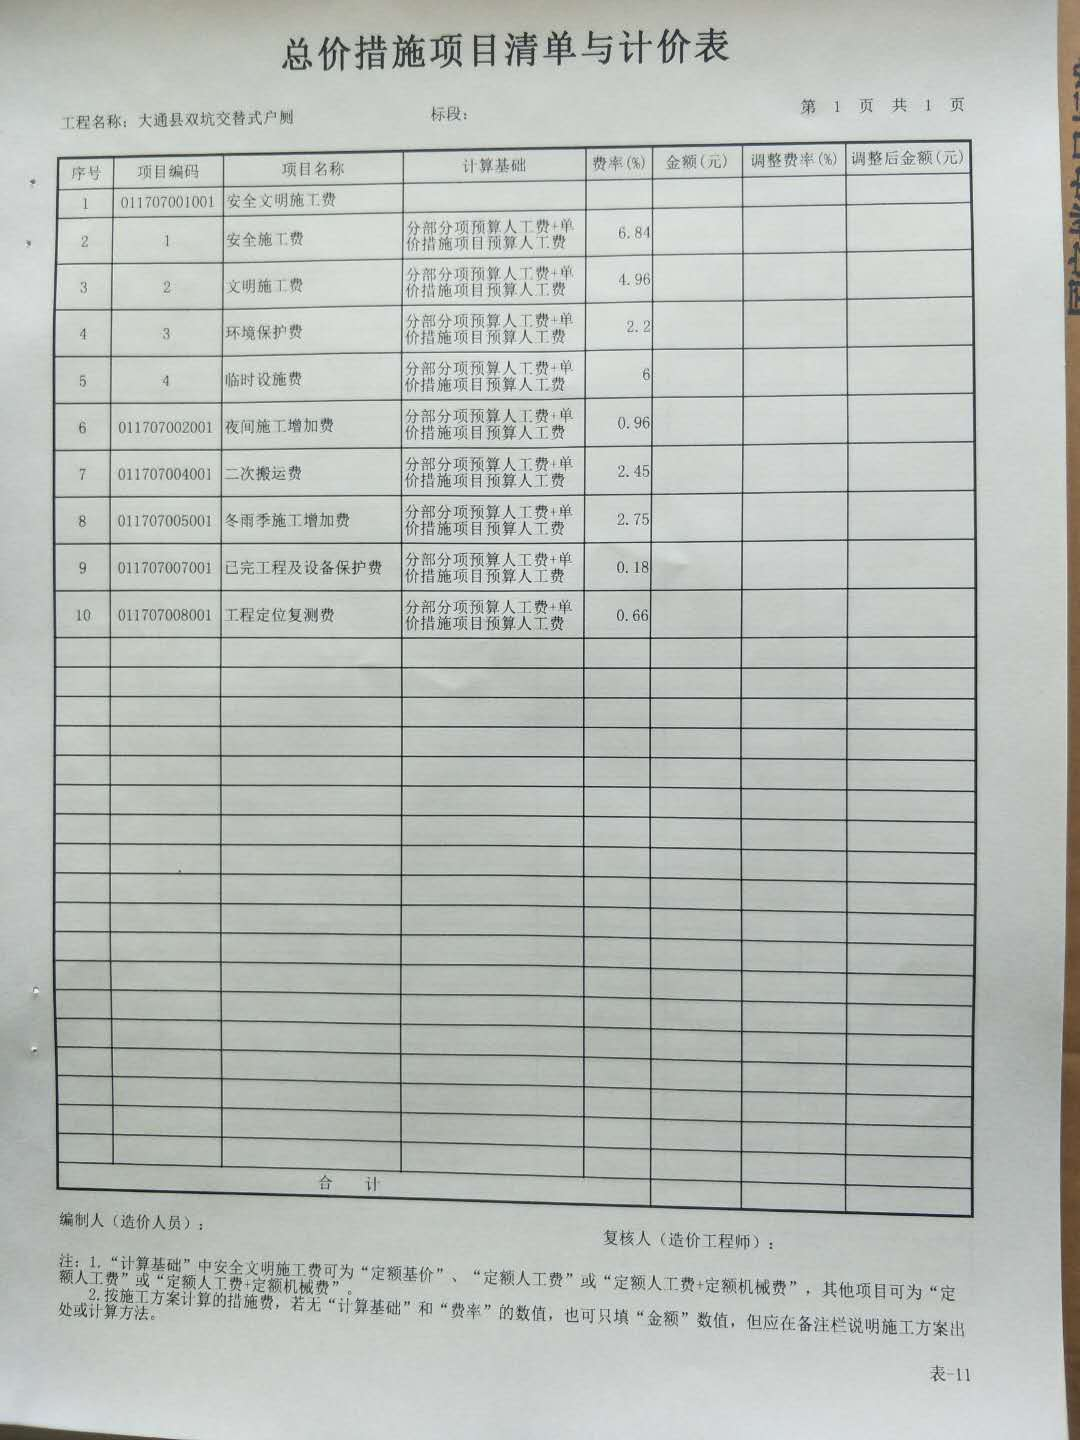 总价措施项目清单与计价表
工程名称：大通县双坑交替式户厕 标段： 第 1 页 共 1 页
序号 项目编码 项目名称 计算基础 费率(%) 金额(元) 调整费率(%) 调整后金额(元)
1 011707001001 安全文明施工费
2 1 安全施工费 分部分项预算人工费+单
价措施项目预算人工费 6.84
3 2 文明施工费 分部分项预算人工费+单
价措施项目预算人工费 4.96
4 3 环境保护费 分部分项预算人工费+单
价措施项目预算人工费 2.2
5 4 临时设施费 分部分项预算人工费+单
价措施项目预算人工费 6
6 011707002001 夜间施工增加费 分部分项预算人工费+单
价措施项目预算人工费 0.96
7 011707004001 二次搬运费 分部分项预算人工费+单
价措施项目预算人工费 2.45
8 011707005001 冬雨季施工增加费 分部分项预算人工费+单
价措施项目预算人工费 2.75
9 011707007001 已完工程及设备保护费 分部分项预算人工费+单
价措施项目预算人工费 0.18
10 011707008001 工程定位复测费 分部分项预算人工费+单
价措施项目预算人工费 0.66
合 计
编制人（造价人员）： 复核人（造价工程师）：
注：1.“计算基础”中安全文明施工费可为“定额基价”、“定额人工费”或“定额人工费+定额机械费”，其他项目可为“定
额人工费”或“定额人工费+定额机械费”。
2.按施工方案计算的措施费，若无“计算基础”和“费率”的数值，也可只填“金额”数值，但应在备注栏说明施工方案出
处或计算方法。
表-11